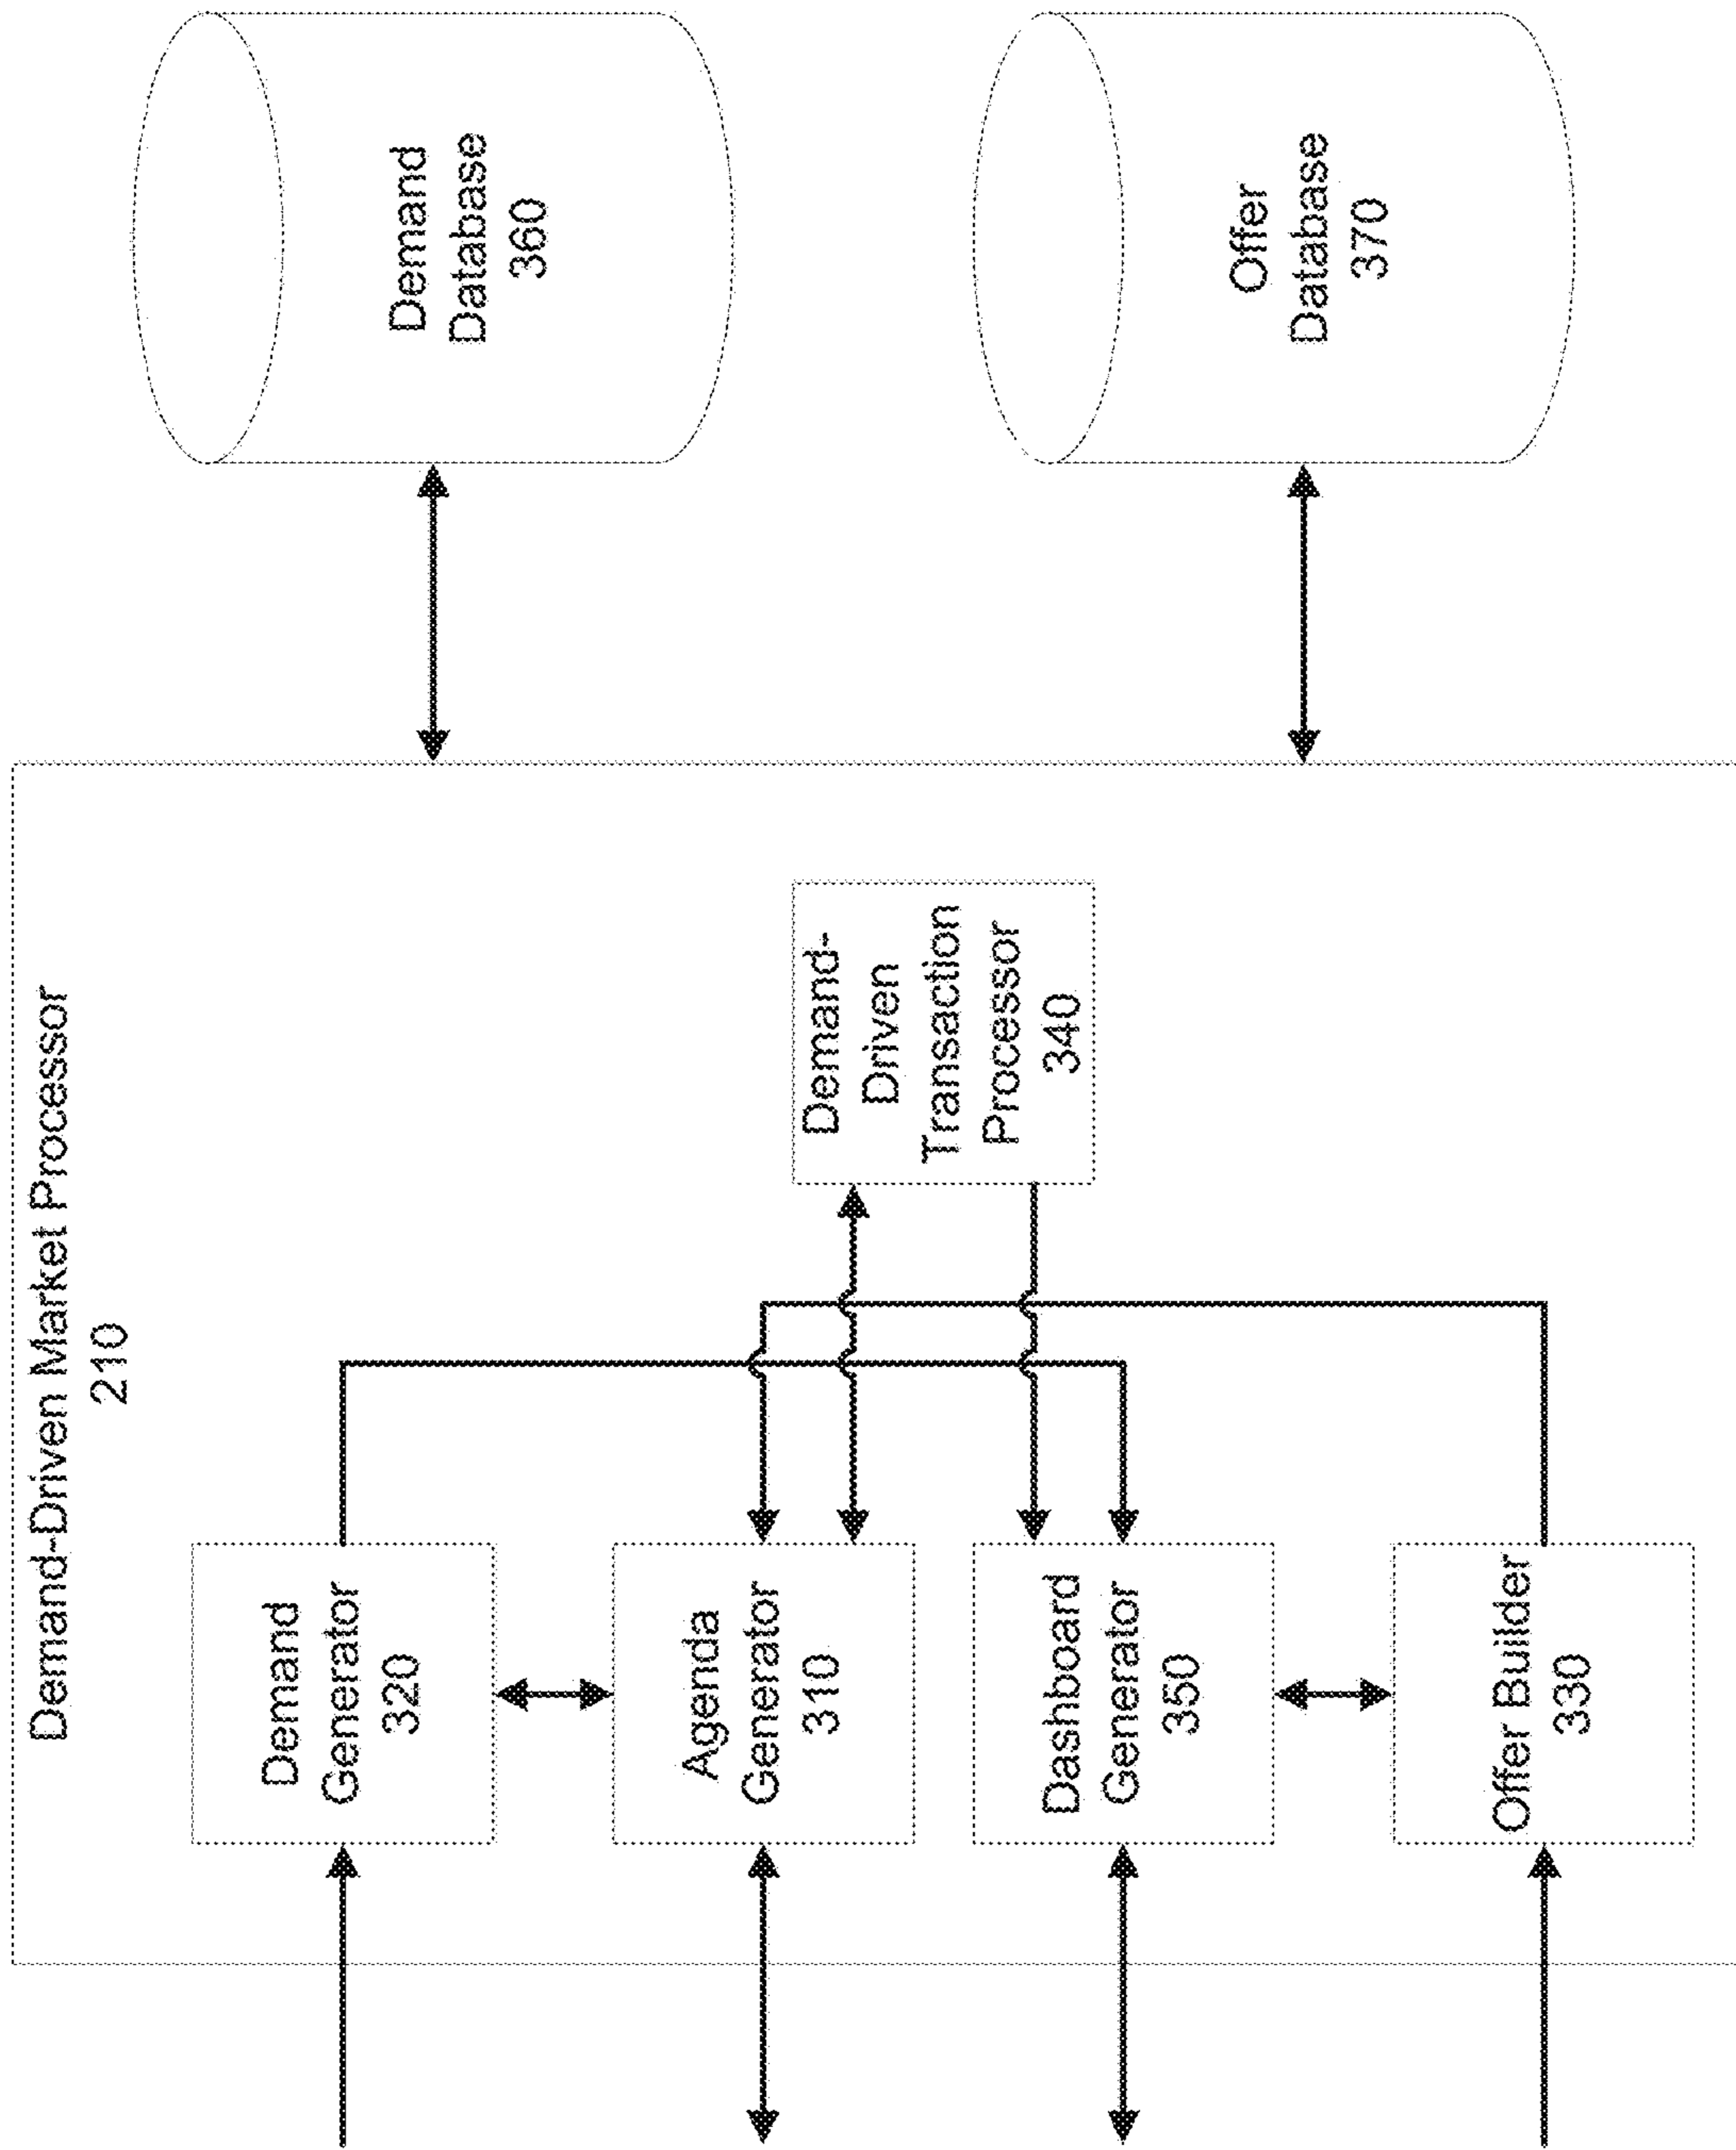 Demand-Driven Market Processor
210
Demand
Generator
320
Agenda
Generator
310
Dashboard
Generator
350
Offer Builder
330
Demand-
Driven
Transaction
Processor
340
Demand
Database
360
Offer
Database
370